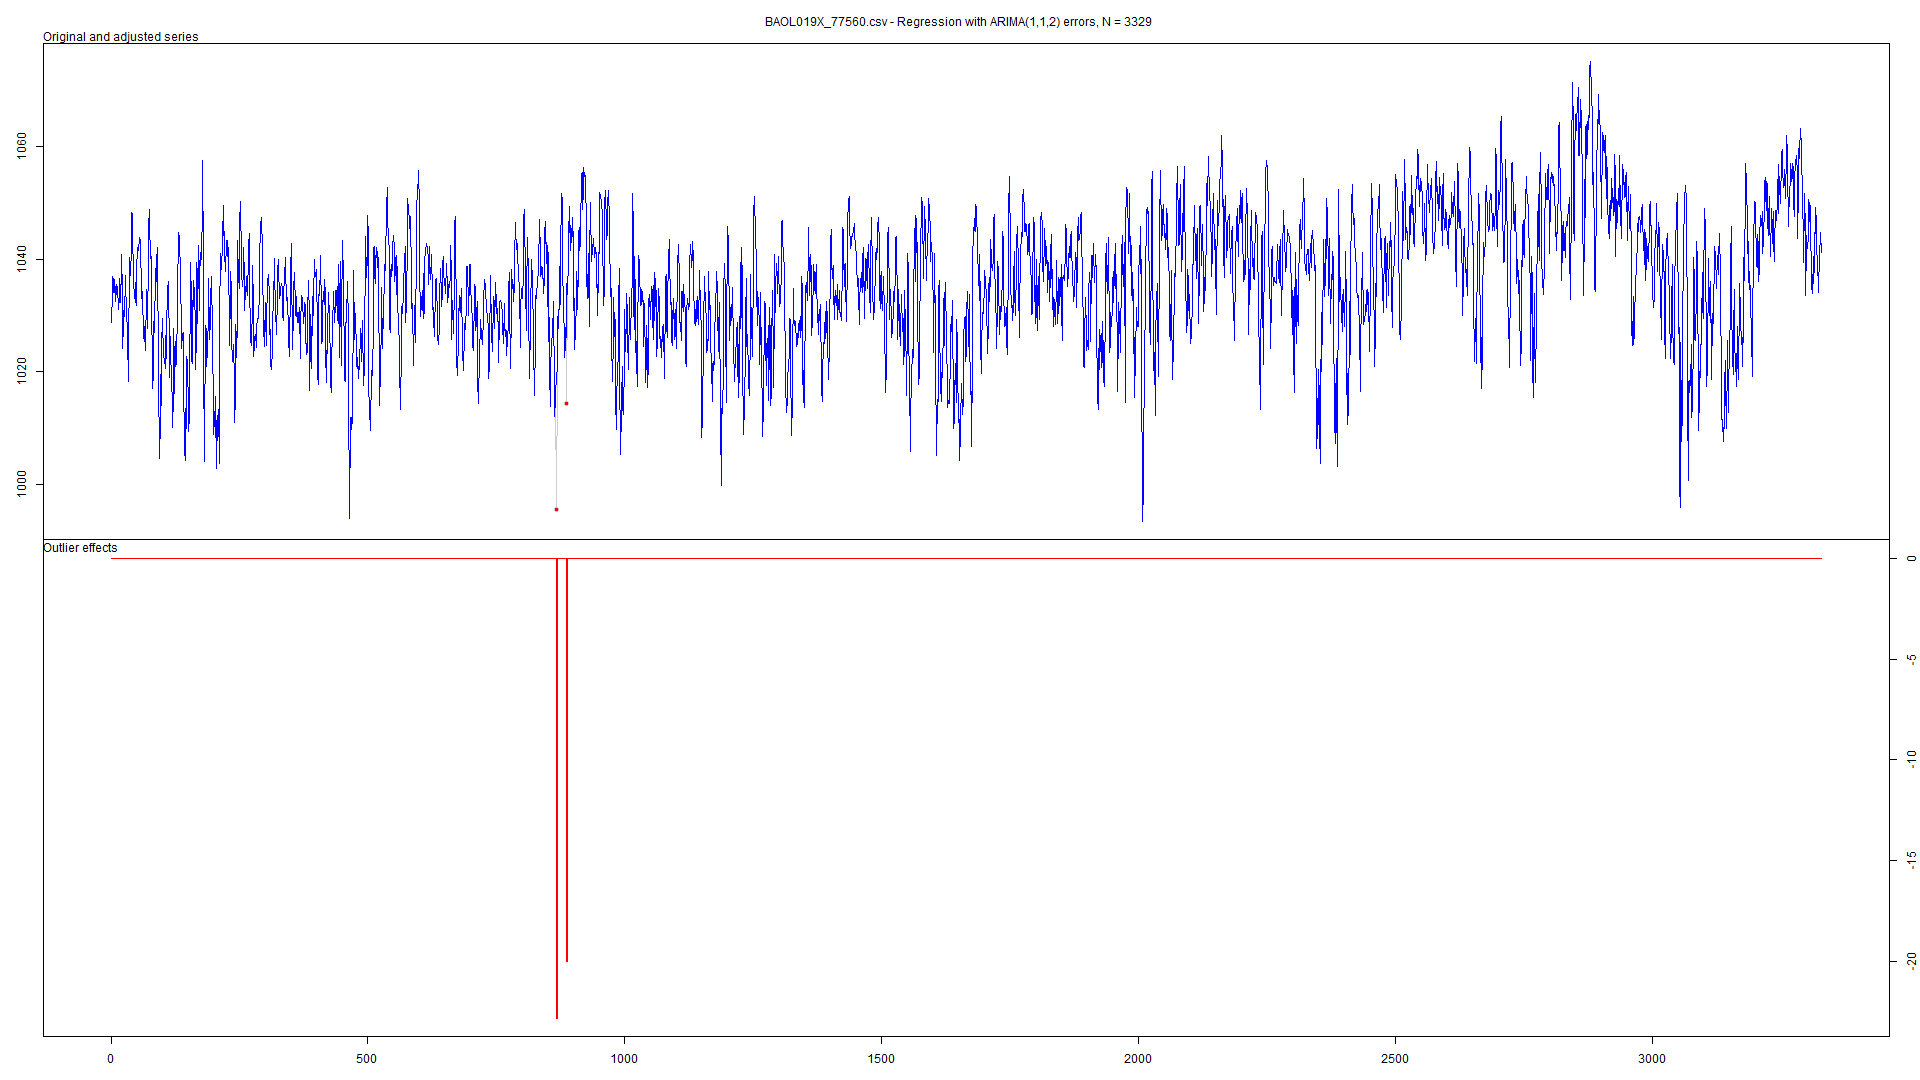 BAOL019X_77560.csv - Regression with ARIMA(1,1,2) errors, N = 3329
Original and adjusted series
1060
1040
1020
1000
Outlier effects
0
-5
-10
-15
-20
0 500 1000 1500 2000 2500 3000